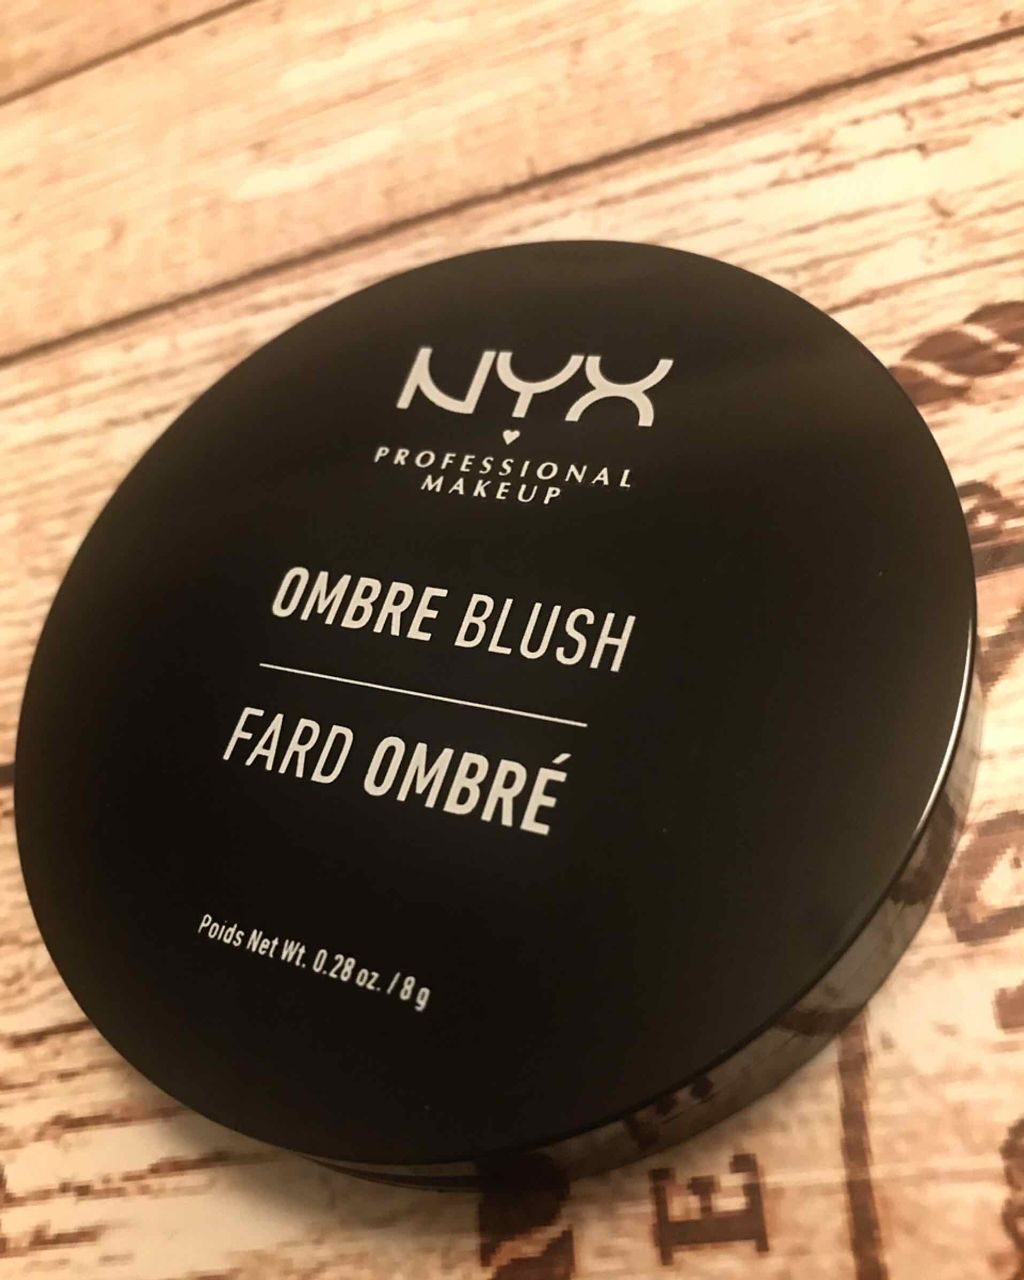 NYX
PROFESSIONAL
MAKEUP
OMBRE BLUSH
FARD OMBRÉ
Poids Net Wt. 0.28 oz. / 8 g
E